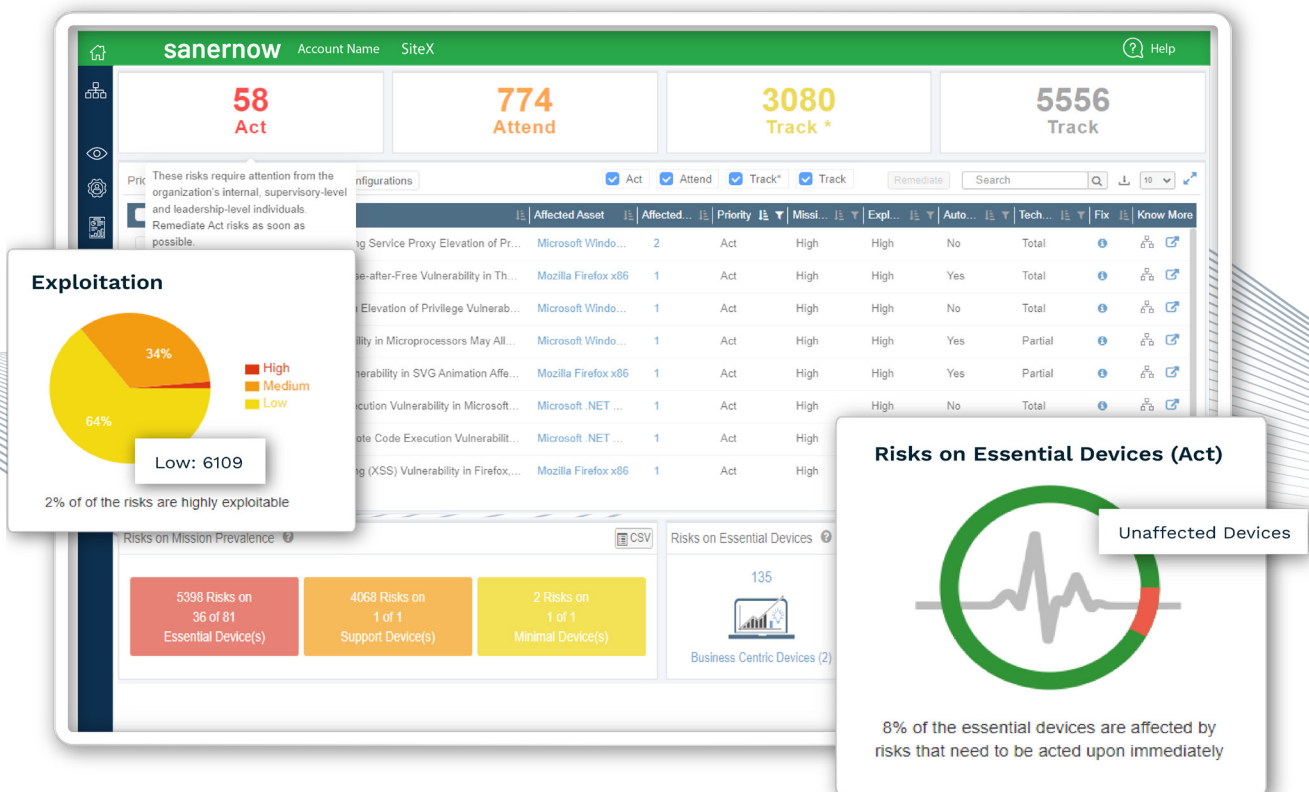 sanernow Account Name SiteX Help
58
Act
774
Attend
3080
Track *
5556
Track
These risks require attention from the
organization's internal, supervisory-level
and leadership-level individuals.
Remediate Act risks as soon as
possible.
Act Attend Track* Track Remediate Search 10
Affected Asset Affected... Priority Missi... Expl... Auto... Tech... Fix Know More
Service Proxy Elevation of Pr... Microsoft Windo... 2 Act High High No Total
se-after-Free Vulnerability in Th... Mozilla Firefox x86 1 Act High High Yes Total
Elevation of Privilege Vulnerab... Microsoft Windo... 1 Act High High No Total
ility in Microprocessors May All... Microsoft Windo... 1 Act High High Yes Partial
nerability in SVG Animation Affe... Mozilla Firefox x86 1 Act High High Yes Partial
ecution Vulnerability in Microsoft... Microsoft .NET ... 1 Act High High No Total
ote Code Execution Vulnerabilit... Microsoft .NET ... 1 Act High
ng (XSS) Vulnerability in Firefox,... Mozilla Firefox x86 1 Act High
Exploitation
34%
64%
High
Medium
Low
Low: 6109
2% of of the risks are highly exploitable
Risks on Mission Prevalence CSV
5398 Risks on
36 of 81
Essential Device(s)
4068 Risks on
1 of 1
Support Device(s)
2 Risks on
1 of 1
Minimal Device(s)
Risks on Essential Devices
135
Business Centric Devices (2)
Risks on Essential Devices (Act)
Unaffected Devices
8% of the essential devices are affected by
risks that need to be acted upon immediately